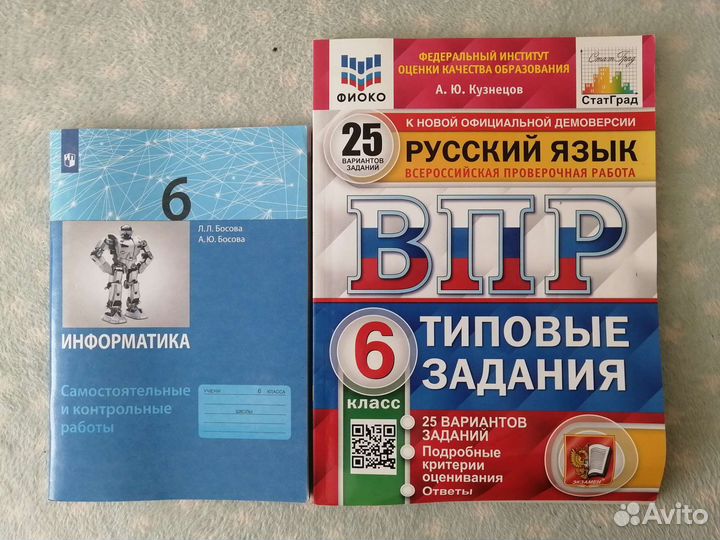 6
Л.Л. Босова
А.Ю. Босова
ИНФОРМАТИКА
Самостоятельные
и контрольные
работы
УЧЕНИ 6 КЛАССА
ШКОЛЫ
ФИОКО
ФЕДЕРАЛЬНЫЙ ИНСТИТУТ
ОЦЕНКИ КАЧЕСТВА ОБРАЗОВАНИЯ
А. Ю. Кузнецов
СтатГрад
СтатГрад
25
ВАРИАНТОВ
ЗАДАНИЙ
К НОВОЙ ОФИЦИАЛЬНОЙ ДЕМОВЕРСИИ
РУССКИЙ ЯЗЫК
ВСЕРОССИЙСКАЯ ПРОВЕРОЧНАЯ РАБОТА
ВПР
6
КЛАСС
ТИПОВЫЕ
ЗАДАНИЯ
25 ВАРИАНТОВ
ЗАДАНИЙ
Подробные
критерии
оценивания
Ответы
ЭКЗАМЕН
Avito